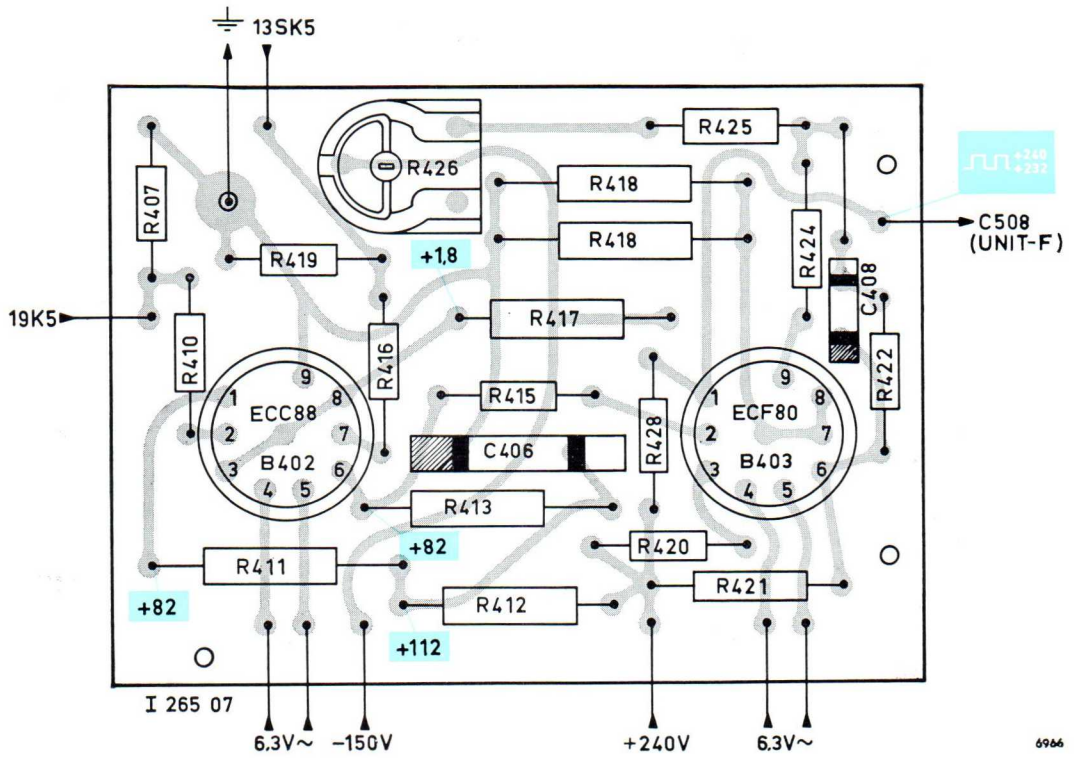 13SK5
R425
+240
+232
R426
R407
R418
C508
(UNIT-F)
R418
R424
+1,8
R419
C408
19K5
R417
R410
R416
R422
9
9
1
8
R415
1
8
ECC88
ECF80
2
7
R428
2
7
C406
B402
B403
3
6
3
6
4
5
4
5
R413
+82
R420
R411
R421
+82
R412
+112
I 265 07
6,3V~
-150V
+240V
6,3V~
6966